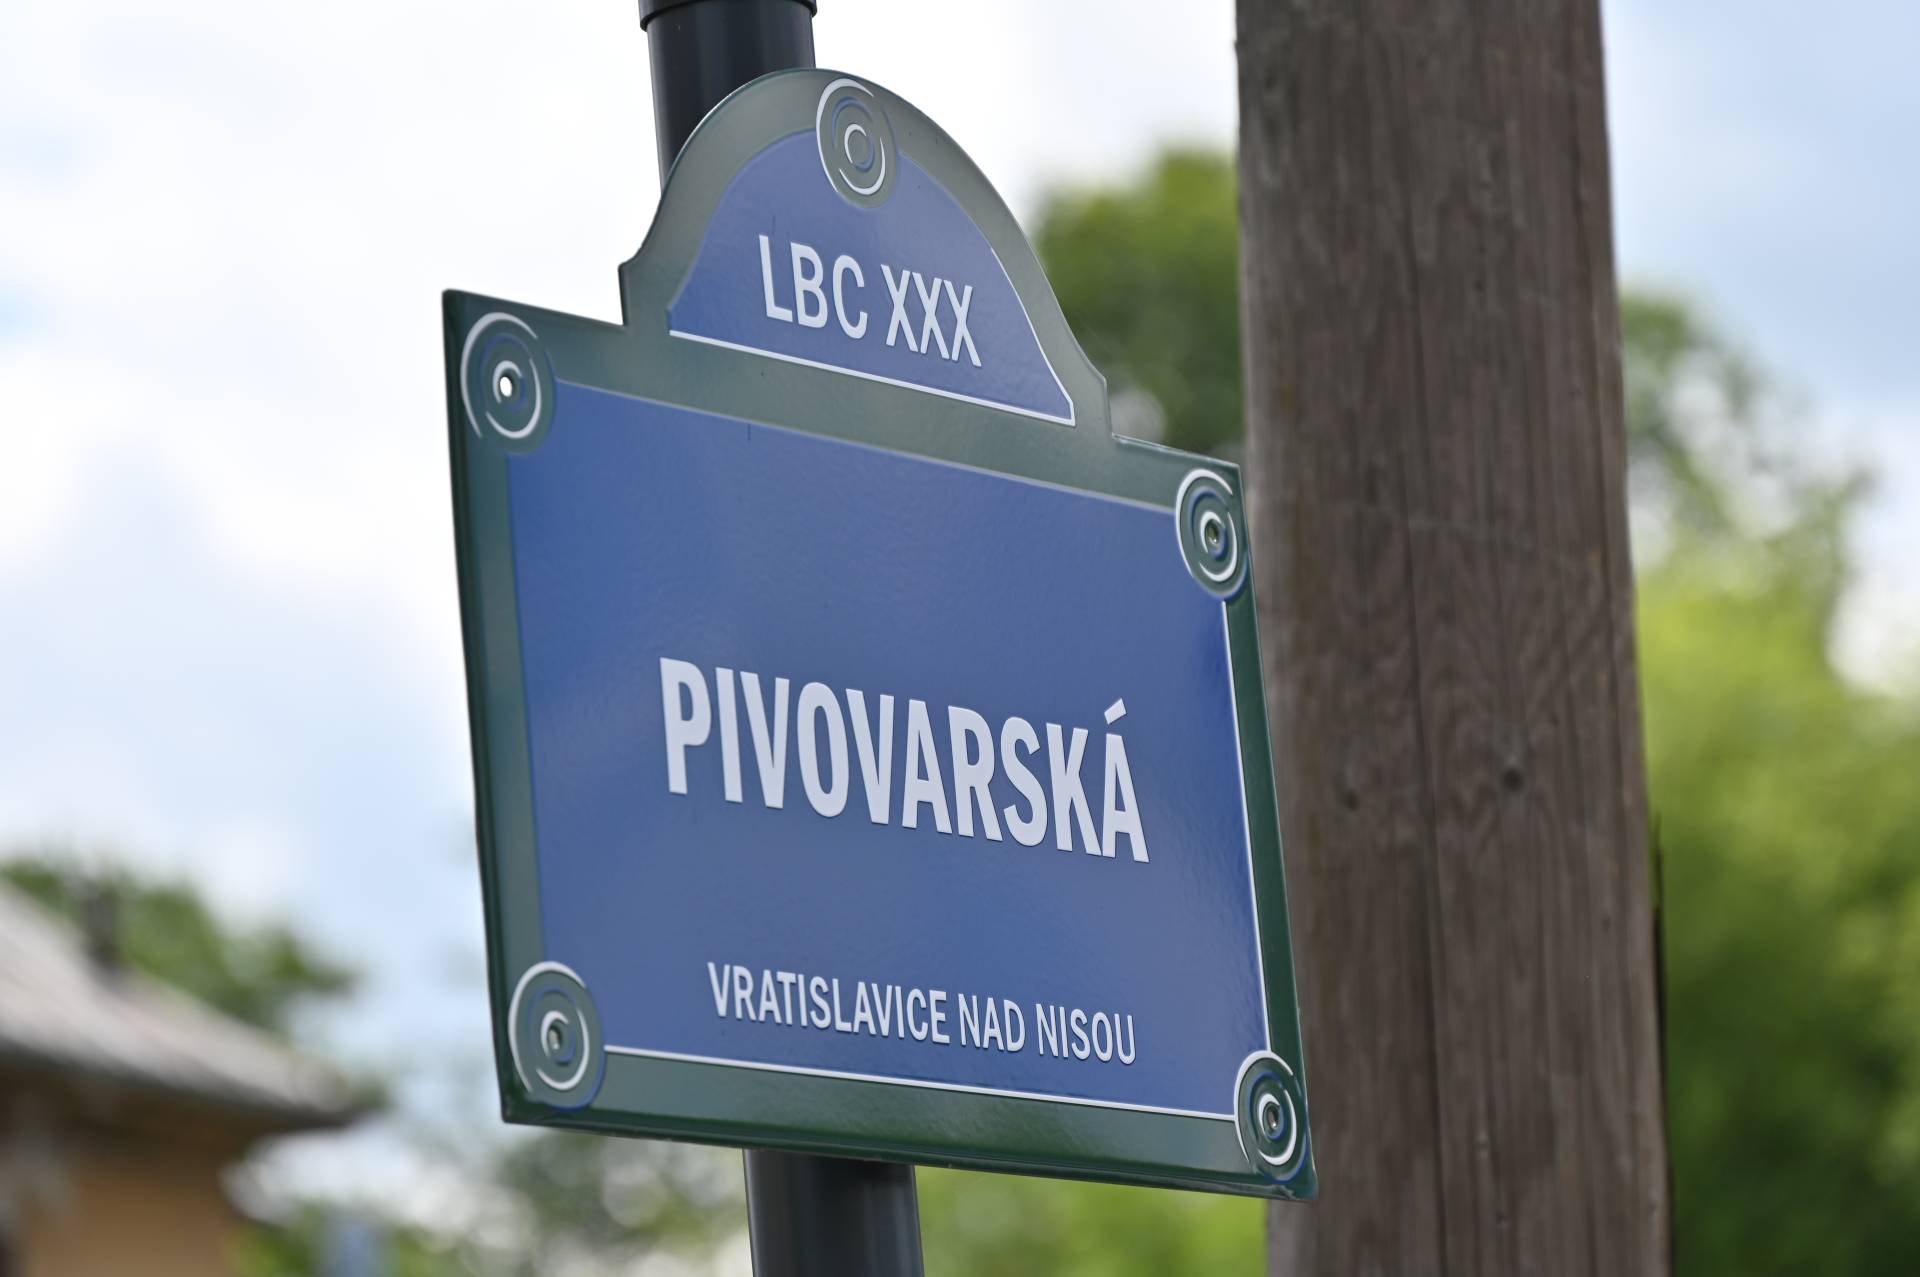 LBC XXX
PIVOVARSKÁ
VRATISLAVICE NAD NISOU